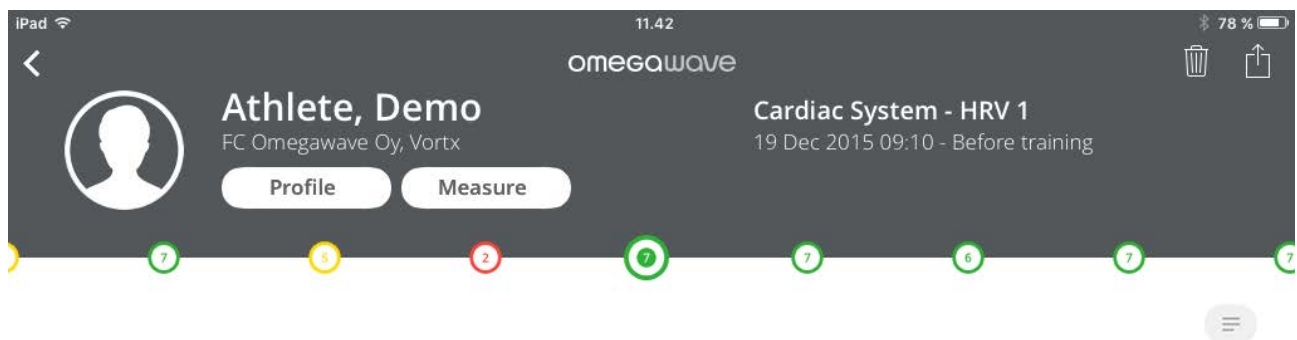 iPad 11.42 78 %
omegawave
Athlete, Demo
FC Omegawave Oy, Vortx
Profile Measure
Cardiac System - HRV 1
19 Dec 2015 09:10 - Before training
7 5 2 7 7 6 7 7